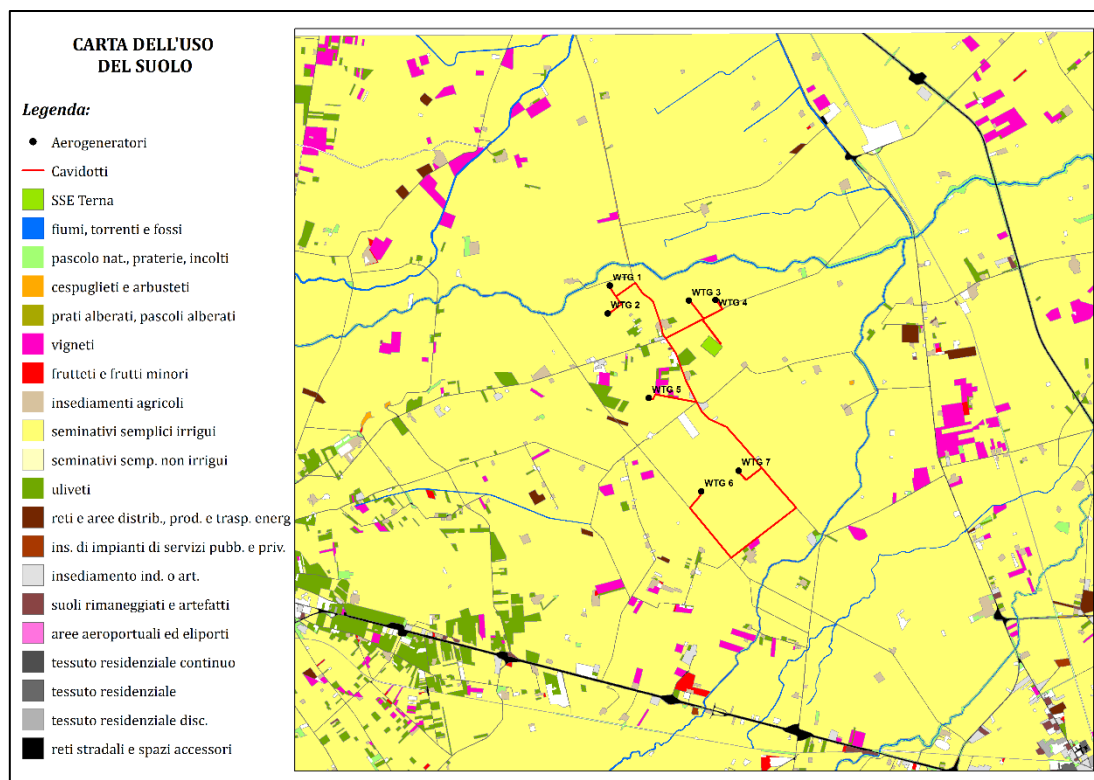 CARTA DELL'USO
DEL SUOLO
Legenda:
Aerogeneratori
Cavidotti
SSE Terna
fiumi, torrenti e fossi
pascolo nat., praterie, incolti
cespuglieti e arbusteti
prati alberati, pascoli alberati
vigneti
frutteti e frutti minori
insediamenti agricoli
seminativi semplici irrigui
seminativi semp. non irrigui
uliveti
reti e aree distrib., prod. e trasp. energ
ins. di impianti di servizi pubb. e priv.
insediamento ind. o art.
suoli rimaneggiati e artefatti
aree aeroportuali ed eliporti
tessuto residenziale continuo
tessuto residenziale
tessuto residenziale disc.
reti stradali e spazi accessori
WTG 1
WTG 2
WTG 3
WTG 4
WTG 5
WTG 7
WTG 6